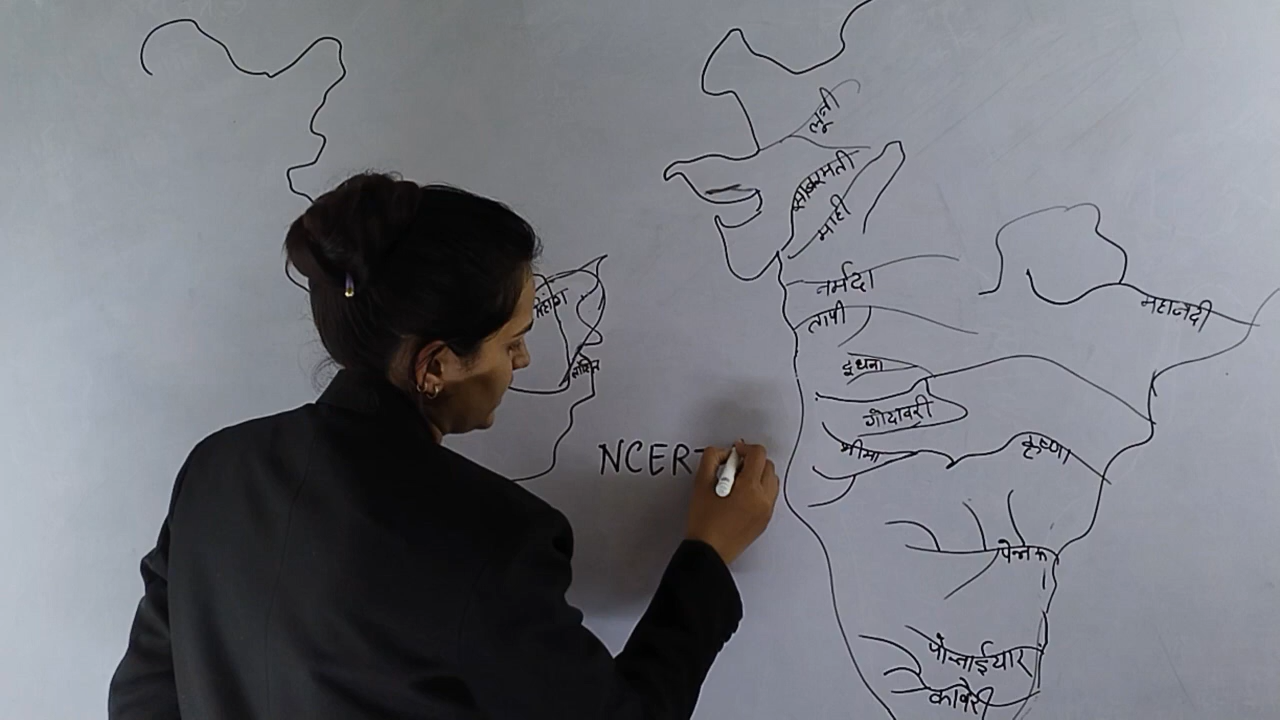 लूनी
साबरमती
माही
नर्मदा
तापी
महानदी
इंधना
गोदावरी
भीमा
कृष्णा
NCERT
पेन्नेरू
पोन्नाईयार
कावेरी